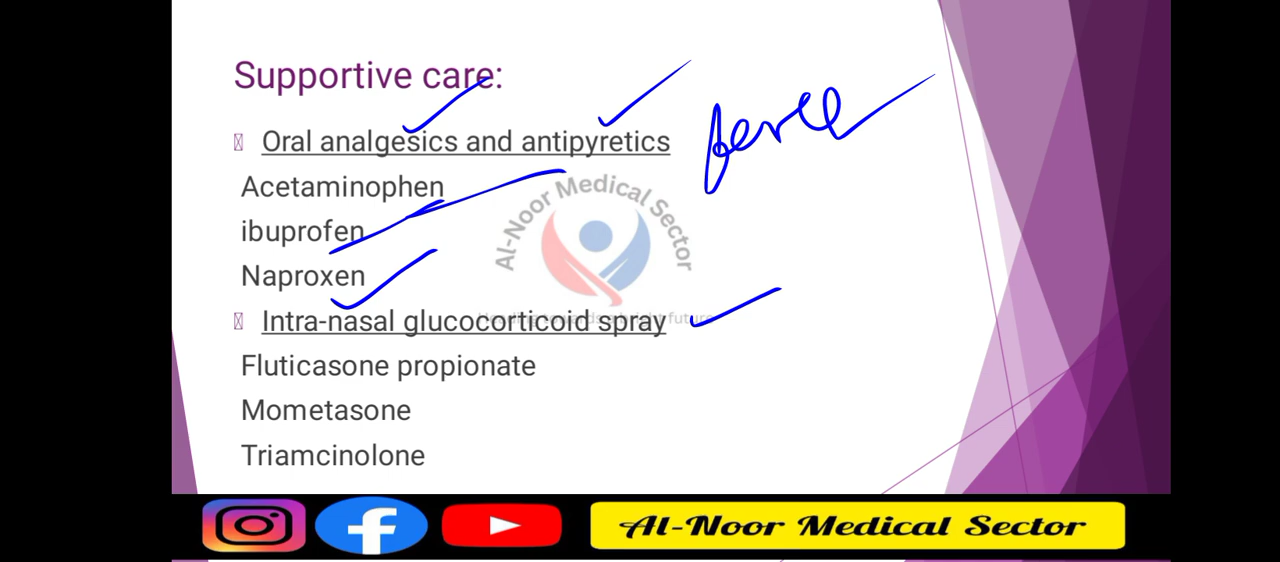 Supportive care:
Oral analgesics and antipyretics
Acetaminophen
ibuprofen
Naproxen
Intra-nasal glucocorticoid spray
Fluticasone propionate
Mometasone
Triamcinolone
Al-Noor Medical Sector
Al-Noor Medical Sector